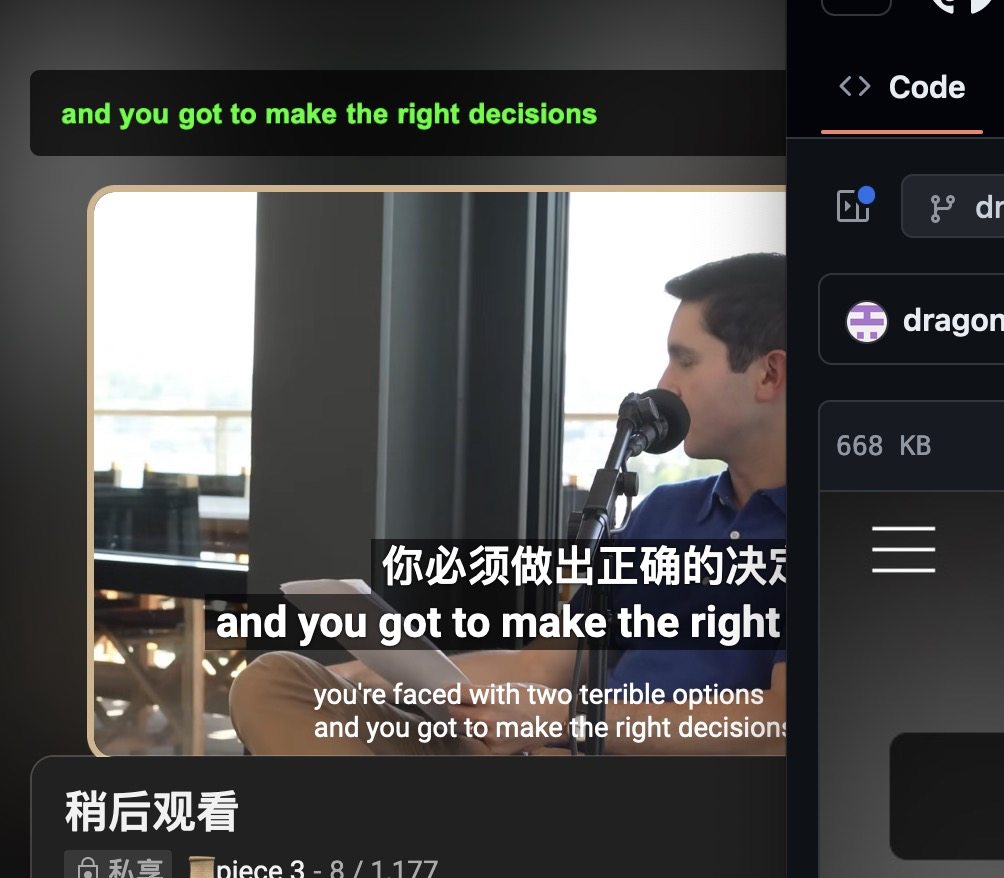 and you got to make the right decisions
你必须做出正确的决
and you got to make the right
you're faced with two terrible options
and you got to make the right decisions
稍后观看
私享 piece 3 - 8 / 1,177
Code
dr
dragon
668 KB